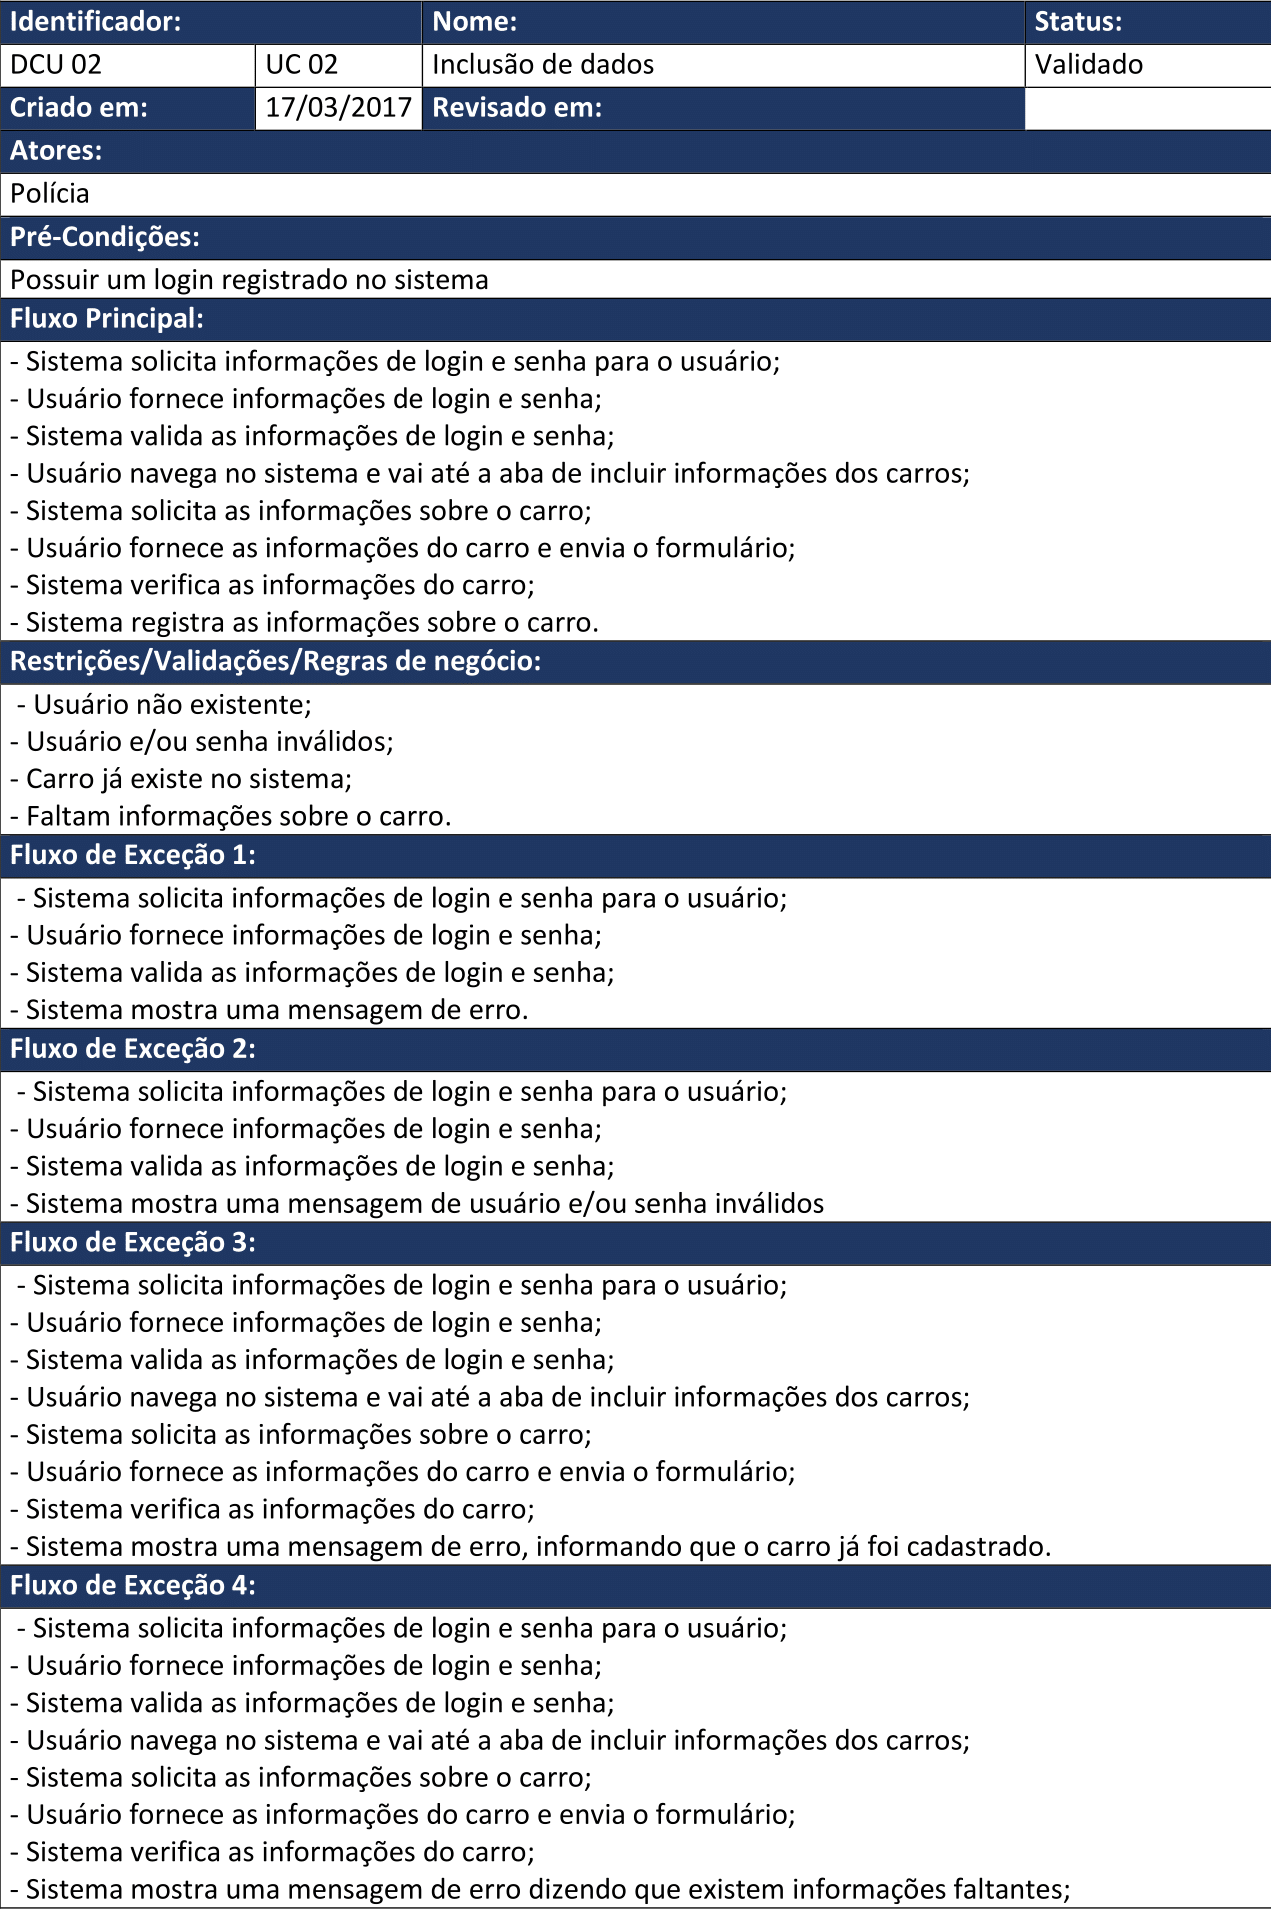 Identificador: Nome: Status:
DCU 02 UC 02 Inclusão de dados Validado
Criado em: 17/03/2017 Revisado em:
Atores:
Polícia
Pré-Condições:
Possuir um login registrado no sistema
Fluxo Principal:
- Sistema solicita informações de login e senha para o usuário;
- Usuário fornece informações de login e senha;
- Sistema valida as informações de login e senha;
- Usuário navega no sistema e vai até a aba de incluir informações dos carros;
- Sistema solicita as informações sobre o carro;
- Usuário fornece as informações do carro e envia o formulário;
- Sistema verifica as informações do carro;
- Sistema registra as informações sobre o carro.
Restrições/Validações/Regras de negócio:
- Usuário não existente;
- Usuário e/ou senha inválidos;
- Carro já existe no sistema;
- Faltam informações sobre o carro.
Fluxo de Exceção 1:
- Sistema solicita informações de login e senha para o usuário;
- Usuário fornece informações de login e senha;
- Sistema valida as informações de login e senha;
- Sistema mostra uma mensagem de erro.
Fluxo de Exceção 2:
- Sistema solicita informações de login e senha para o usuário;
- Usuário fornece informações de login e senha;
- Sistema valida as informações de login e senha;
- Sistema mostra uma mensagem de usuário e/ou senha inválidos
Fluxo de Exceção 3:
- Sistema solicita informações de login e senha para o usuário;
- Usuário fornece informações de login e senha;
- Sistema valida as informações de login e senha;
- Usuário navega no sistema e vai até a aba de incluir informações dos carros;
- Sistema solicita as informações sobre o carro;
- Usuário fornece as informações do carro e envia o formulário;
- Sistema verifica as informações do carro;
- Sistema mostra uma mensagem de erro, informando que o carro já foi cadastrado.
Fluxo de Exceção 4:
- Sistema solicita informações de login e senha para o usuário;
- Usuário fornece informações de login e senha;
- Sistema valida as informações de login e senha;
- Usuário navega no sistema e vai até a aba de incluir informações dos carros;
- Sistema solicita as informações sobre o carro;
- Usuário fornece as informações do carro e envia o formulário;
- Sistema verifica as informações do carro;
- Sistema mostra uma mensagem de erro dizendo que existem informações faltantes;